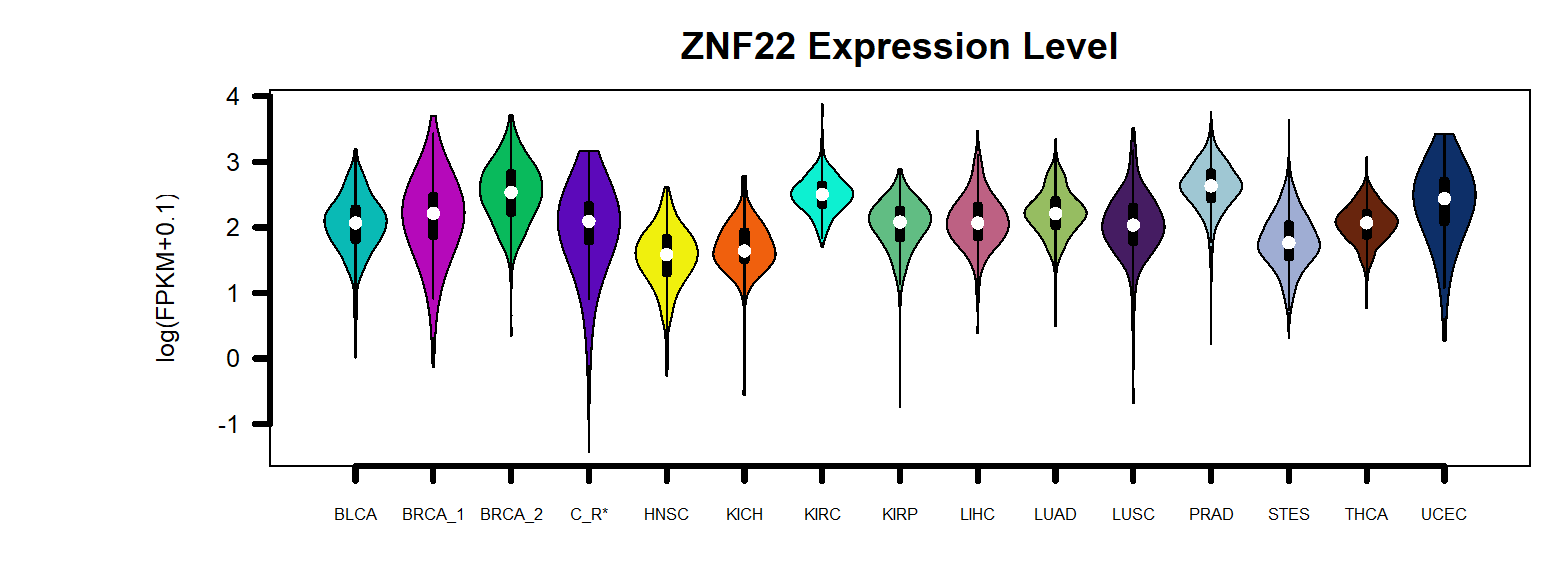 ZNF22 Expression Level
log(FPKM+0.1)
4
3
2
1
0
-1
BLCA BRCA_1 BRCA_2 C_R* HNSC KICH KIRC KIRP LIHC LUAD LUSC PRAD STES THCA UCEC